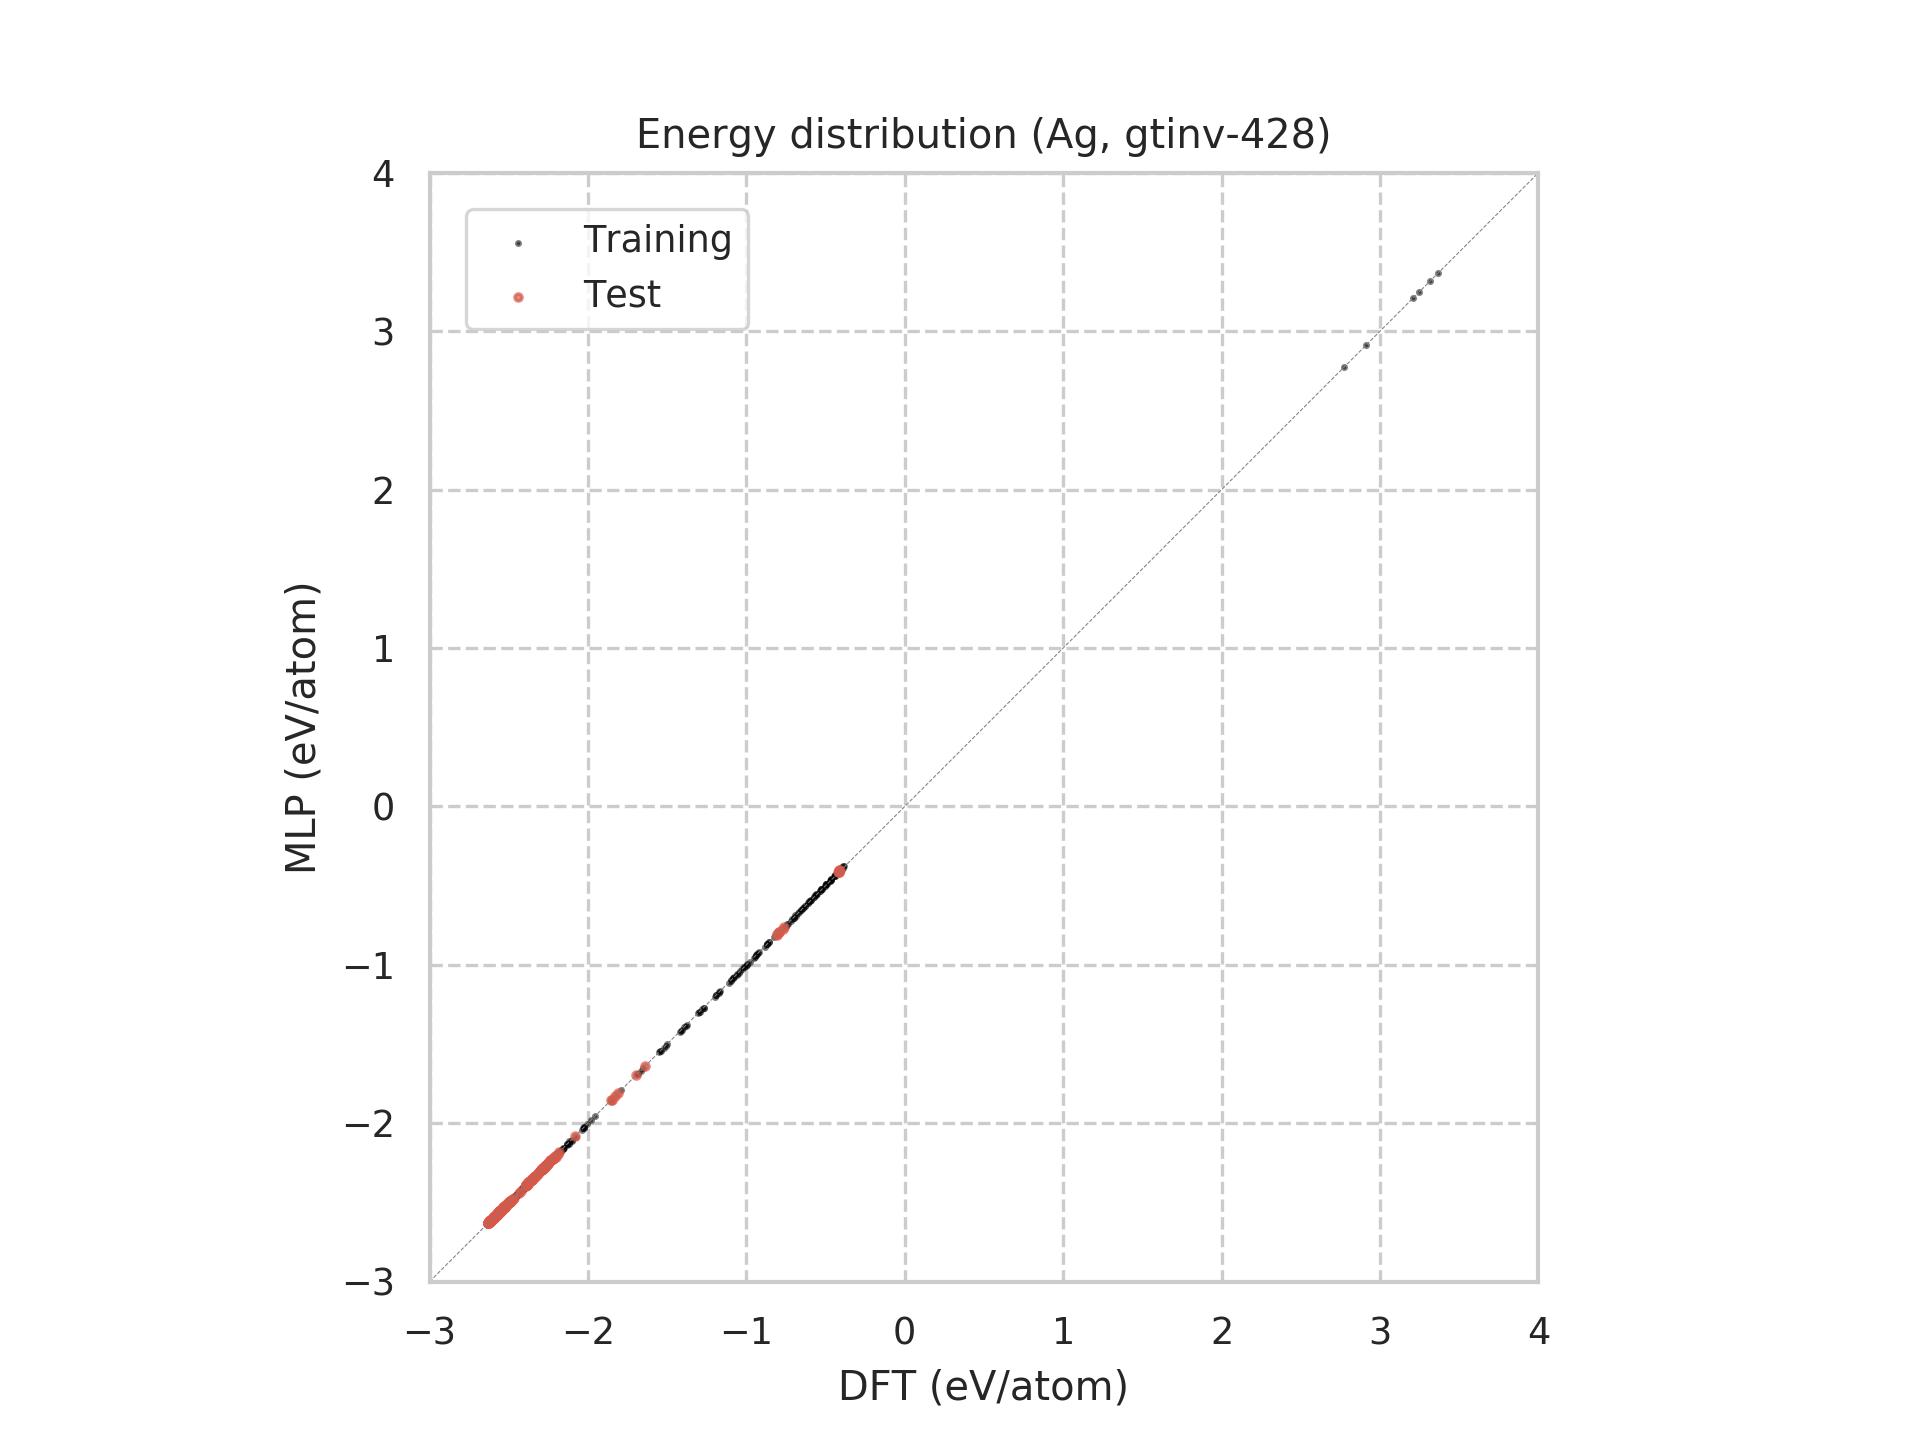 Energy distribution (Ag, gtinv-428)
4
3
2
1
0
−1
−2
−3
Training
Test
MLP (eV/atom)
−3 −2 −1 0 1 2 3 4
DFT (eV/atom)